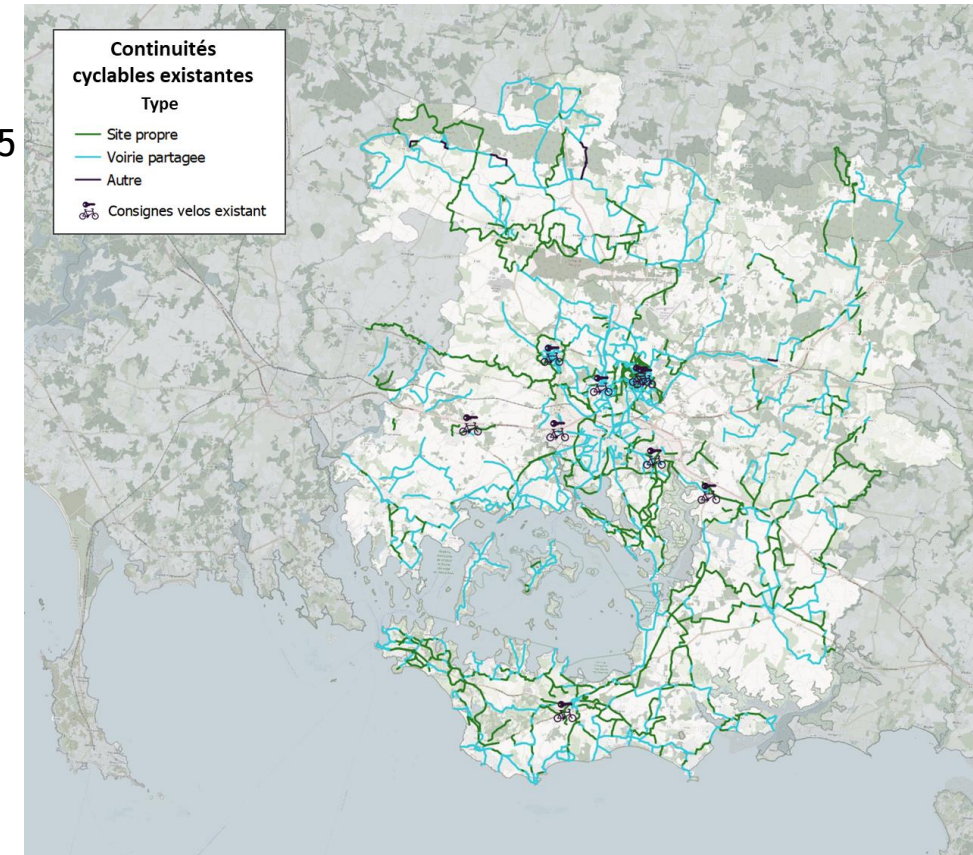 Continuités
cyclables existantes
Type
5
Site propre
Voirie partagee
Autre
Consignes velos existant